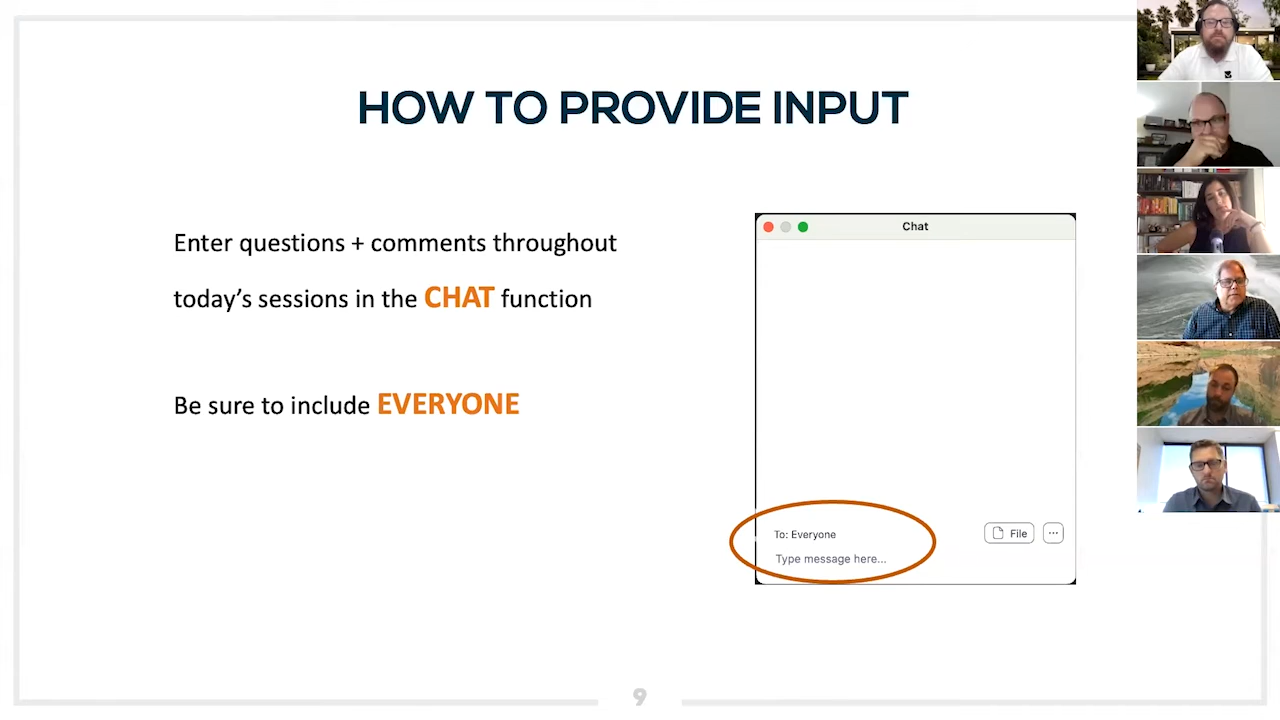 HOW TO PROVIDE INPUT
Enter questions + comments throughout
today's sessions in the CHAT function
Be sure to include EVERYONE
Chat
To: Everyone
File
Type message here...
9